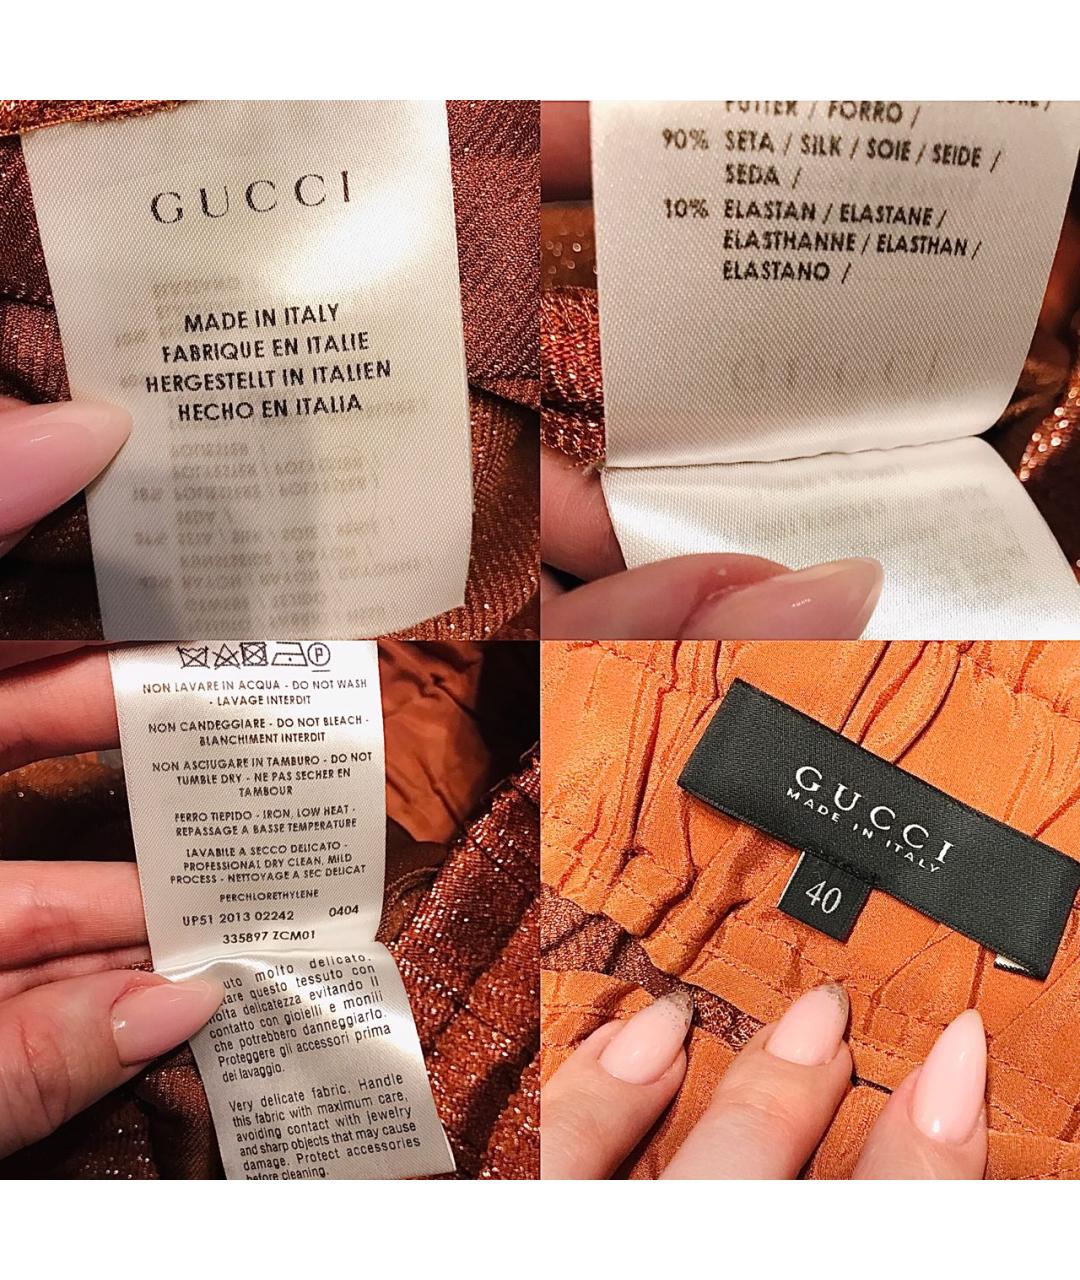 GUCCI
MADE IN ITALY
FABRIQUE EN ITALIE
HERGESTELLT IN ITALIEN
HECHO EN ITALIA
FUTTER / FORRO /
90% SETA / SILK / SOIE / SEIDE /
SEDA /
10% ELASTAN / ELASTANE /
ELASTHANNE / ELASTHAN /
ELASTANO /
P
NON LAVARE IN ACQUA - DO NOT WASH
- LAVAGE INTERDIT
NON CANDEGGIARE - DO NOT BLEACH -
BLANCHIMENT INTERDIT
NON ASCIUGARE IN TAMBURO - DO NOT
TUMBLE DRY - NE PAS SECHER EN
TAMBOUR
FERRO TIEPIDO - IRON, LOW HEAT -
REPASSAGE A BASSE TEMPERATURE
LAVABILE A SECCO DELICATO -
PROFESSIONAL DRY CLEAN, MILD
PROCESS - NETTOYAGE A SEC DELICAT
PERCHLORETHYLENE
UP51 2013 02242 0404
335897 ZCM01
molto delicato.
questo tessuto con
delicatezza evitando il
contatto con gioielli e monili
che potrebbero danneggiarlo.
Proteggere gli accessori prima
del lavaggio.
Very delicate fabric. Handle
this fabric with maximum care,
avoiding contact with jewelry
and sharp objects that may cause
damage. Protect accessories
before cleaning.
GUCCI
MADE IN ITALY
40